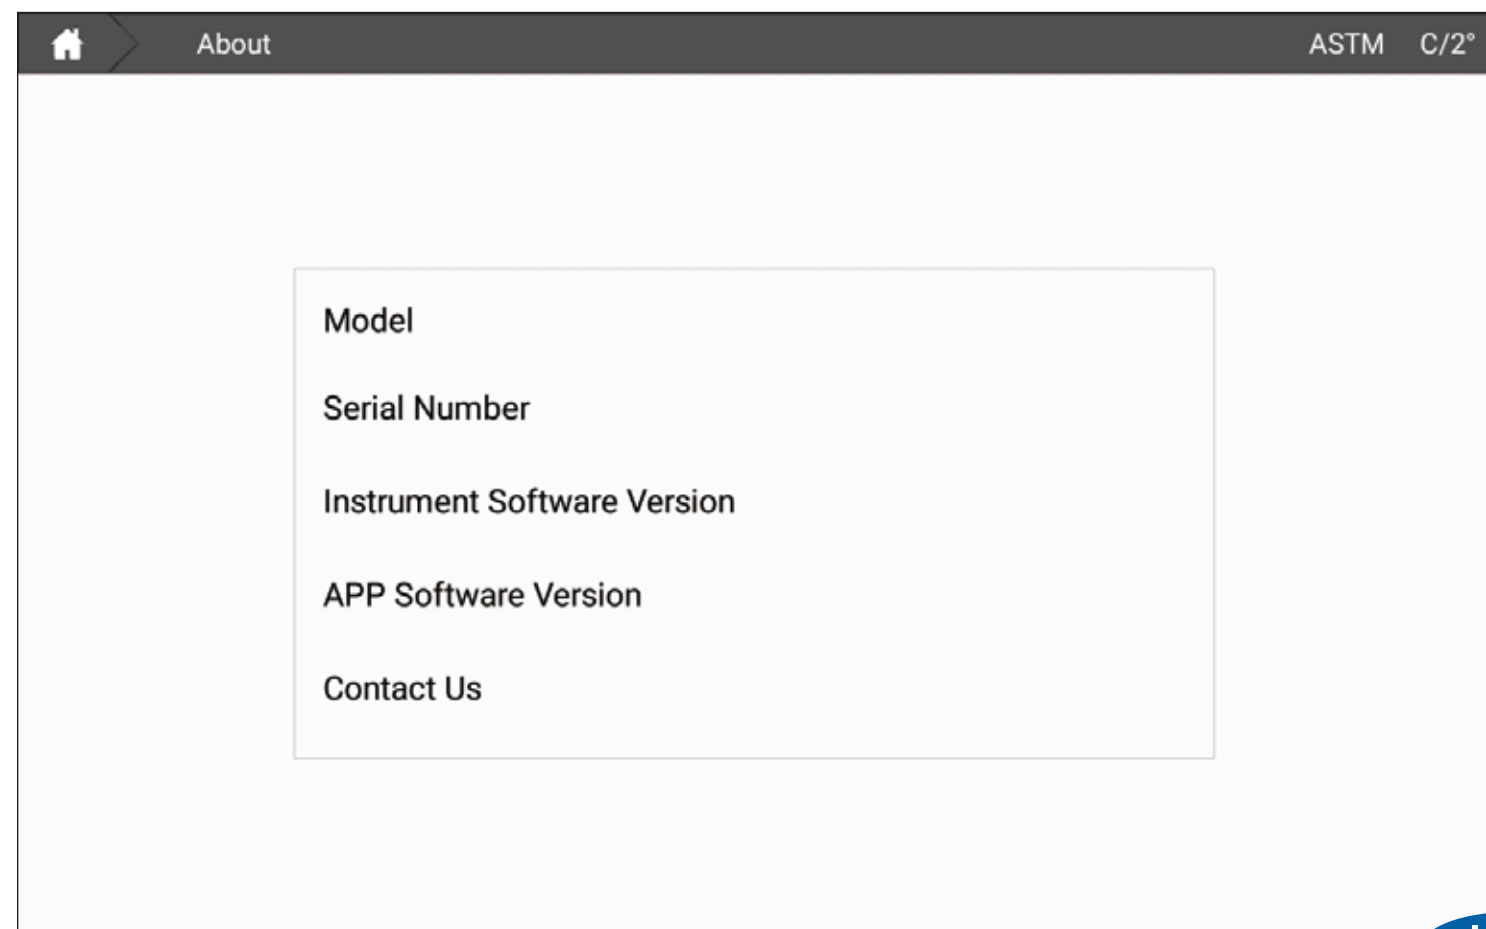 About
ASTM C/2°
Model
Serial Number
Instrument Software Version
APP Software Version
Contact Us